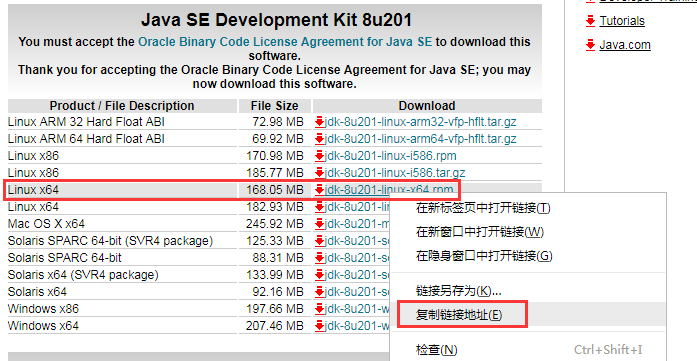 Tutorials
Java.com
Java SE Development Kit 8u201
You must accept the Oracle Binary Code License Agreement for Java SE to download this
software.
Thank you for accepting the Oracle Binary Code License Agreement for Java SE; you may
now download this software.
Product / File Description File Size Download
Linux ARM 32 Hard Float ABI 72.98 MB jdk-8u201-linux-arm32-vfp-hflt.tar.gz
Linux ARM 64 Hard Float ABI 69.92 MB jdk-8u201-linux-arm64-vfp-hflt.tar.gz
Linux x86 170.98 MB jdk-8u201-linux-i586.rpm
Linux x86 185.77 MB jdk-8u201-linux-i586.tar.gz
Linux x64 168.05 MB jdk-8u201-linux-x64.rpm
Linux x64 182.93 MB jdk-8u201-lin
Mac OS X x64 245.92 MB jdk-8u201-m
Solaris SPARC 64-bit (SVR4 package) 125.33 MB jdk-8u201-so
Solaris SPARC 64-bit 88.31 MB jdk-8u201-so
Solaris x64 (SVR4 package) 133.99 MB jdk-8u201-so
Solaris x64 92.16 MB jdk-8u201-so
Windows x86 197.66 MB jdk-8u201-w
Windows x64 207.46 MB jdk-8u201-w
在新标签页中打开链接(T)
在新窗口中打开链接(W)
在隐身窗口中打开链接(G)
链接另存为(K)...
复制链接地址(E)
检查(N) Ctrl+Shift+I